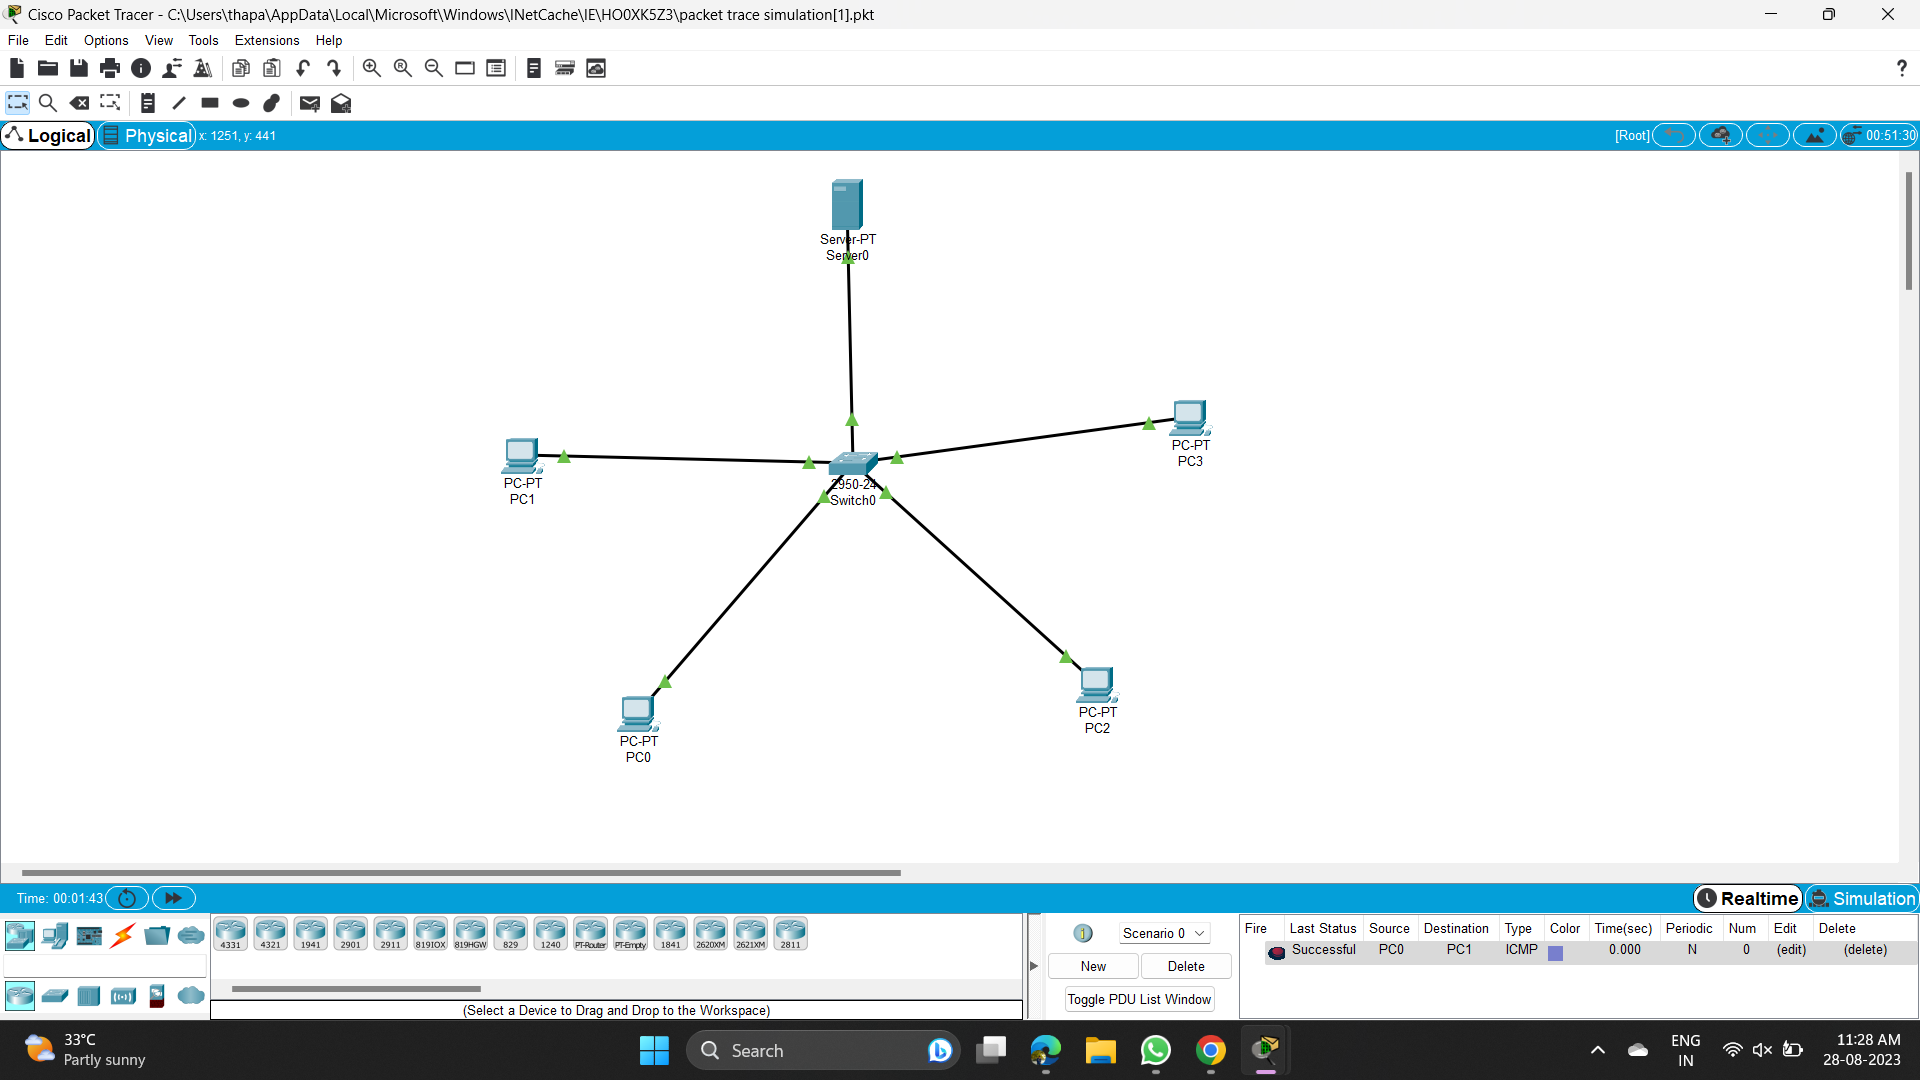 Cisco Packet Tracer - C:\Users\thapa\AppData\Local\Microsoft\Windows\INetCache\IE\HO0XK5Z3\packet trace simulation[1].pkt
File Edit Options View Tools Extensions Help
?
Logical Physical x: 1251, y: 441 [Root] 00:51:30
Server-PT
Server0
PC-PT
PC3
PC-PT
PC1
2950-24
Switch0
PC-PT
PC2
PC-PT
PC0
Time: 00:01:43 Realtime Simulation
4331 4321 1941 2901 2911 819IOX 819HGW 829 1240 PT-Router PT-Empty 1841 2620XM 2621XM 2811
(Select a Device to Drag and Drop to the Workspace)
1 Scenario 0
New Delete
Toggle PDU List Window
Fire Last Status Source Destination Type Color Time(sec) Periodic Num Edit Delete
Successful PC0 PC1 ICMP 0.000 N 0 (edit) (delete)
33°C
Partly sunny
Search
ENG
IN
11:28 AM
28-08-2023